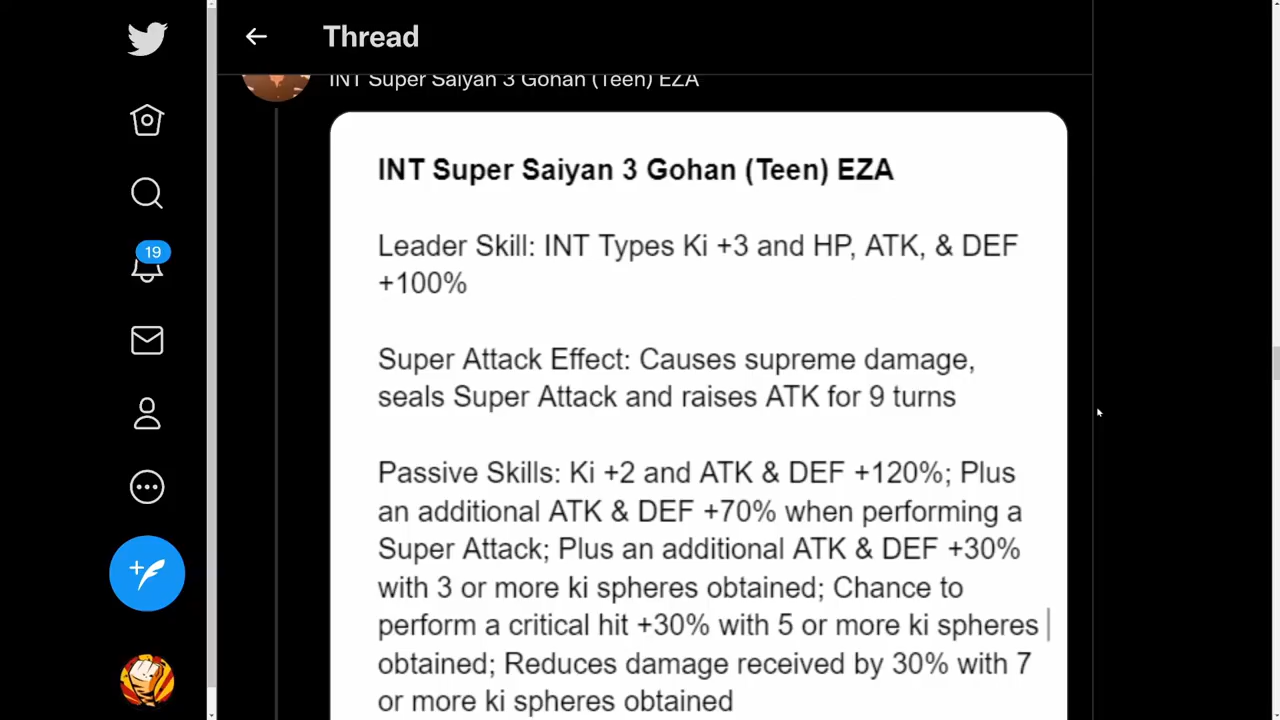 Thread
INT Super Saiyan 3 Gohan (Teen) EZA
INT Super Saiyan 3 Gohan (Teen) EZA
Leader Skill: INT Types Ki +3 and HP, ATK, & DEF
+100%
19
Super Attack Effect: Causes supreme damage,
seals Super Attack and raises ATK for 9 turns
Passive Skills: Ki +2 and ATK & DEF +120%; Plus
an additional ATK & DEF +70% when performing a
Super Attack; Plus an additional ATK & DEF +30%
with 3 or more ki spheres obtained; Chance to
perform a critical hit +30% with 5 or more ki spheres
obtained; Reduces damage received by 30% with 7
or more ki spheres obtained